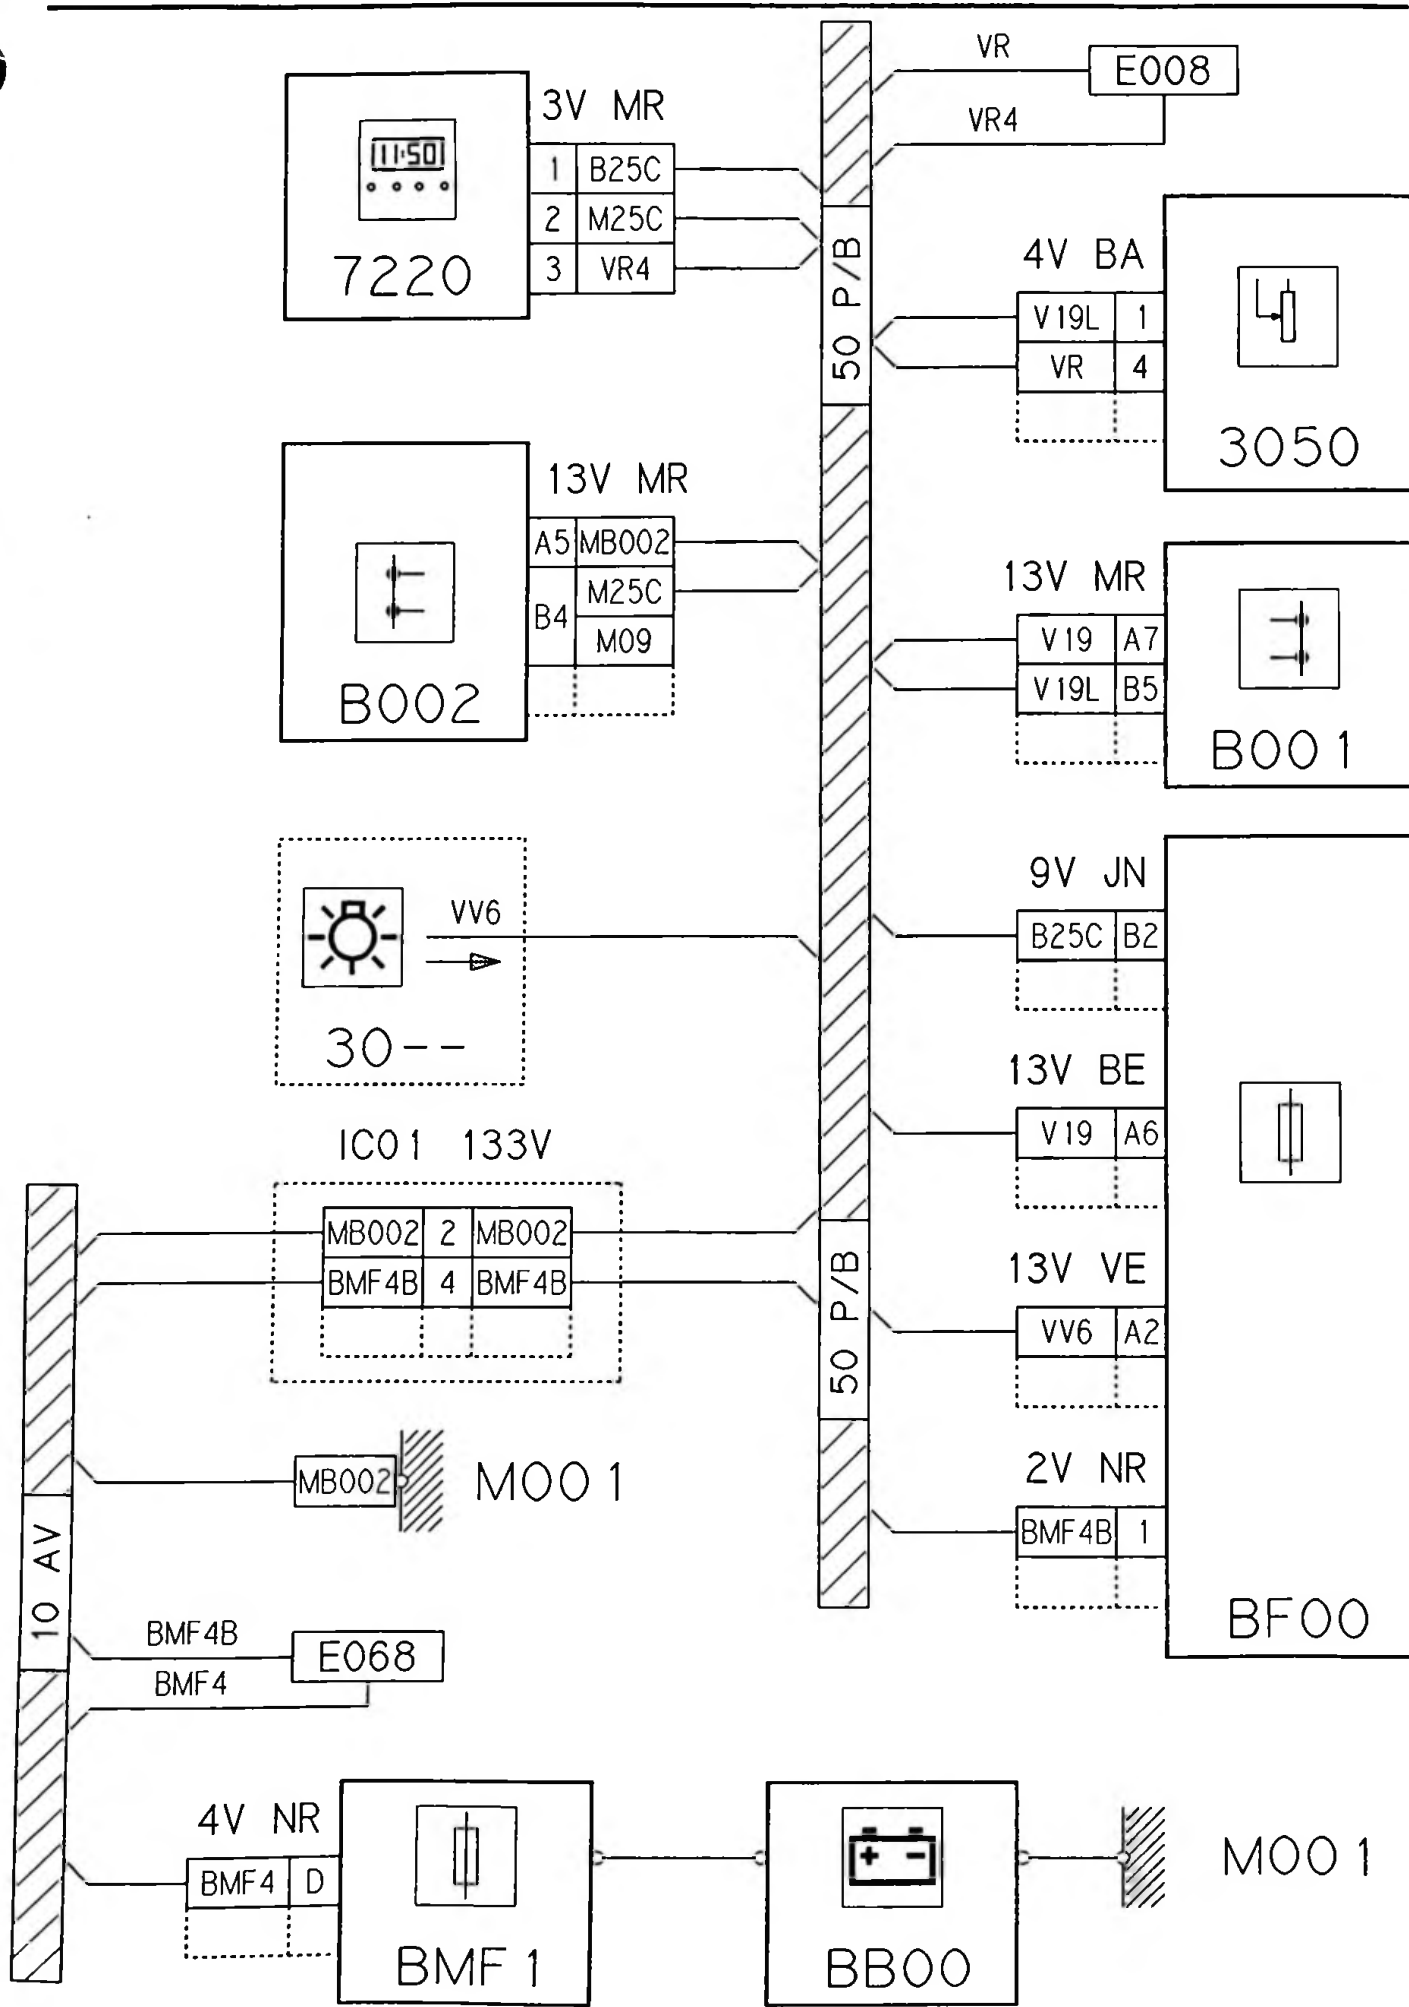 VR
E008
VR4
3V MR
11:50
1 B25C
2 M25C
3 VR4
7220
50 P/B
4V BA
V19L 1
VR 4
3050
13V MR
A5 MB002
B4 M25C
M09
B002
13V MR
V19 A7
V19L B5
B001
VV6
30--
9V JN
B25C B2
13V BE
V19 A6
IC01 133V
MB002 2 MB002
BMF4B 4 BMF4B
50 P/B
13V VE
VV6 A2
MB002
M001
2V NR
BMF4B 1
BF00
10 AV
BMF4B
E068
BMF4
4V NR
BMF4 D
BMF1
+ -
BB00
M001